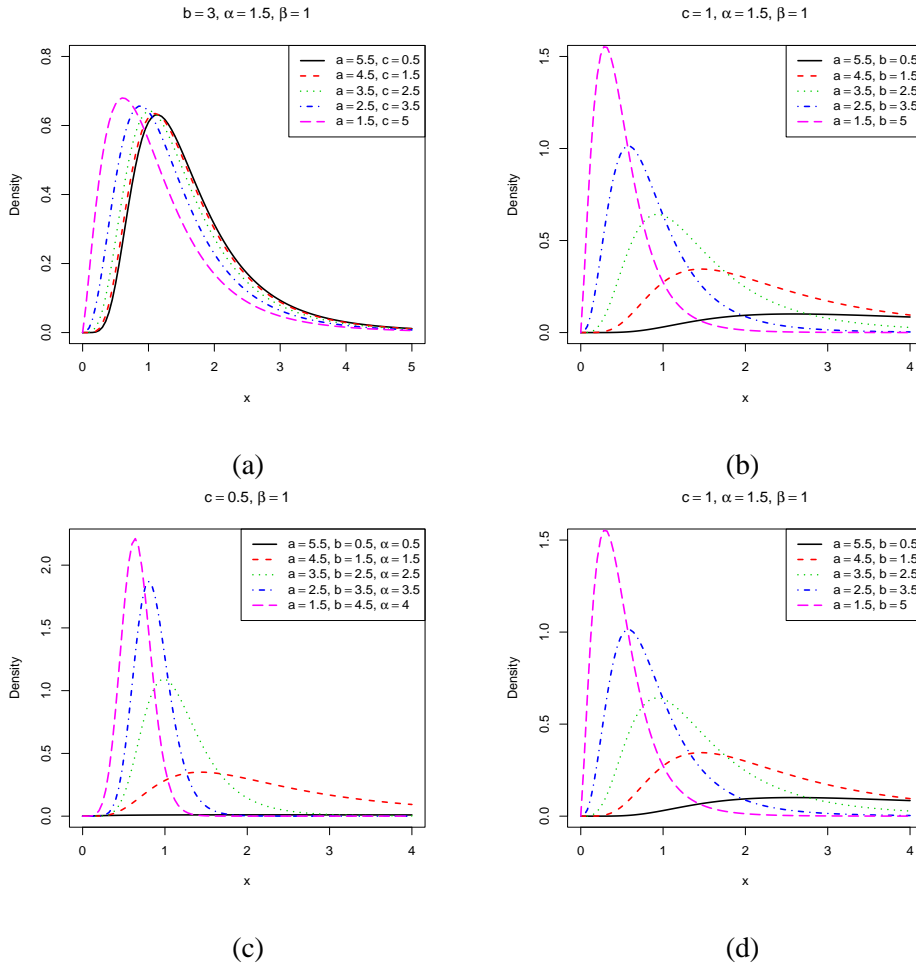 b = 3, α = 1.5, β = 1
Density
0.0 0.2 0.4 0.6 0.8
a = 5.5, c = 0.5
a = 4.5, c = 1.5
a = 3.5, c = 2.5
a = 2.5, c = 3.5
a = 1.5, c = 5
0 1 2 3 4 5
x
(a)
c = 1, α = 1.5, β = 1
Density
0.0 0.5 1.0 1.5
a = 5.5, b = 0.5
a = 4.5, b = 1.5
a = 3.5, b = 2.5
a = 2.5, b = 3.5
a = 1.5, b = 5
0 1 2 3 4
x
(b)
c = 0.5, β = 1
Density
0.0 0.5 1.0 1.5 2.0
a = 5.5, b = 0.5, α = 0.5
a = 4.5, b = 1.5, α = 1.5
a = 3.5, b = 2.5, α = 2.5
a = 2.5, b = 3.5, α = 3.5
a = 1.5, b = 4.5, α = 4
0 1 2 3 4
x
(c)
c = 1, α = 1.5, β = 1
Density
0.0 0.5 1.0 1.5
a = 5.5, b = 0.5
a = 4.5, b = 1.5
a = 3.5, b = 2.5
a = 2.5, b = 3.5
a = 1.5, b = 5
0 1 2 3 4
x
(d)